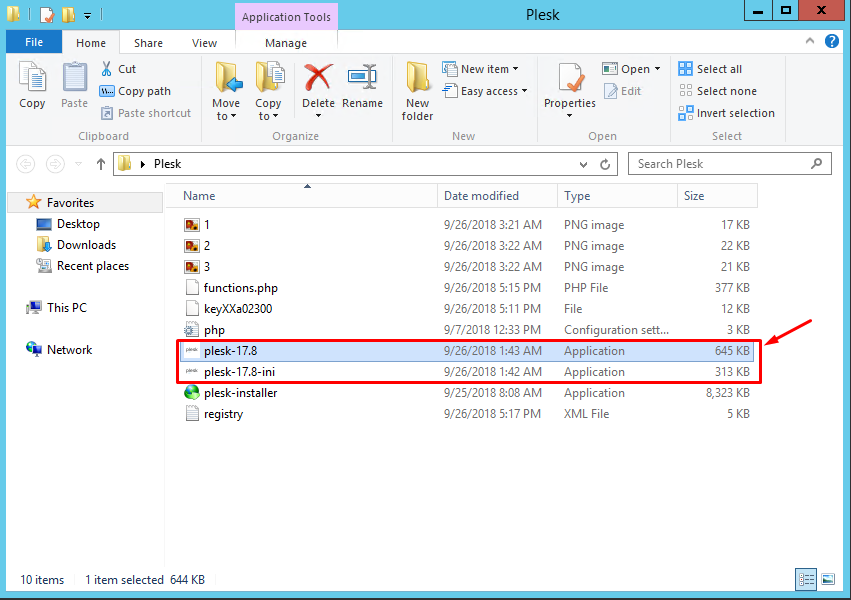 Application Tools
Plesk
File Home Share View Manage
Copy
Paste
Cut
Copy path
Paste shortcut
Clipboard
Move to
Copy to
Delete
Rename
Organize
New folder
New item
Easy access
New
Properties
Open
Edit
Open
Select all
Select none
Invert selection
Select
Plesk
Search Plesk
Favorites
Desktop
Downloads
Recent places
This PC
Network
Name Date modified Type Size
1 9/26/2018 3:21 AM PNG image 17 KB
2 9/26/2018 3:22 AM PNG image 22 KB
3 9/26/2018 3:22 AM PNG image 21 KB
functions.php 9/26/2018 5:15 PM PHP File 377 KB
keyXXa02300 9/26/2018 5:11 PM File 12 KB
php 9/7/2018 12:33 PM Configuration sett... 3 KB
plesk plesk-17.8 9/26/2018 1:43 AM Application 645 KB
plesk plesk-17.8-ini 9/26/2018 1:42 AM Application 313 KB
plesk-installer 9/25/2018 8:08 AM Application 8,323 KB
registry 9/26/2018 5:17 PM XML File 5 KB
10 items 1 item selected 644 KB